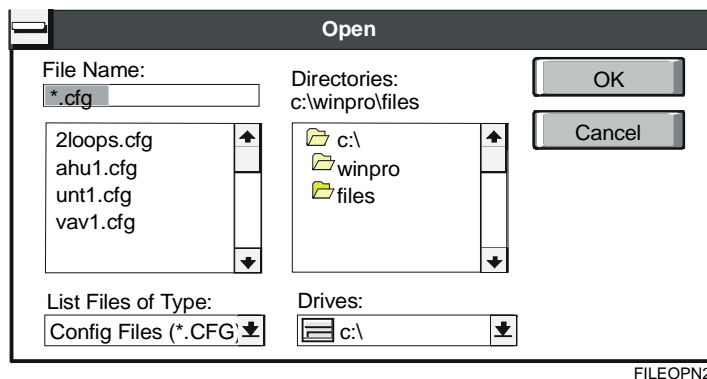 Open
File Name:
*.cfg
2loops.cfg
ahu1.cfg
unt1.cfg
vav1.cfg
List Files of Type:
Config Files (*.CFG)
Directories:
c:\winpro\files
c:\
winpro
files
Drives:
c:\
OK
Cancel
FILEOPN2